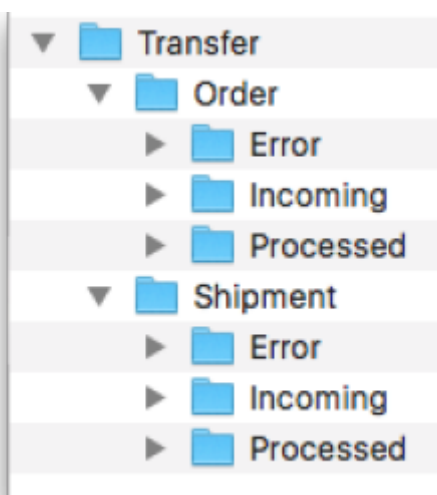 Transfer
Order
Error
Incoming
Processed
Shipment
Error
Incoming
Processed